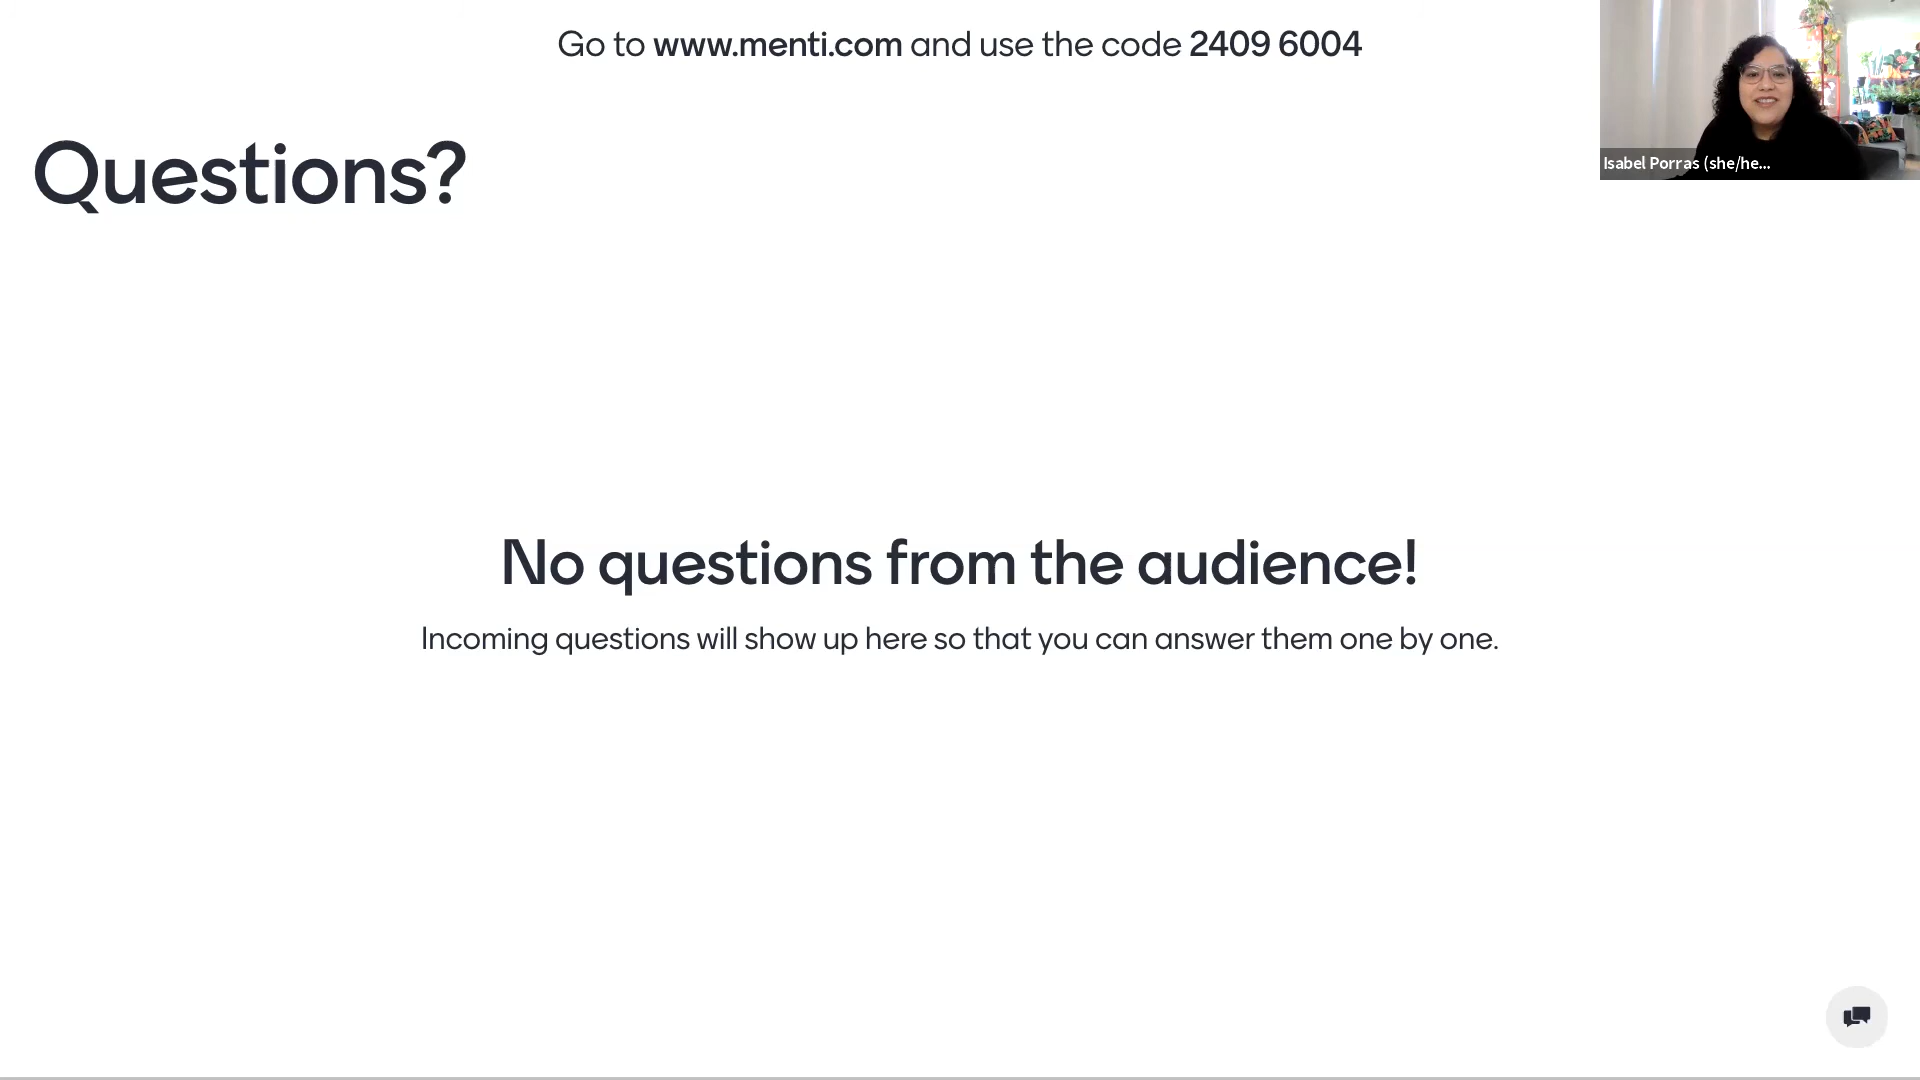 Go to www.menti.com and use the code 2409 6004
Isabel Porras (she/he...
Questions?
No questions from the audience!
Incoming questions will show up here so that you can answer them one by one.